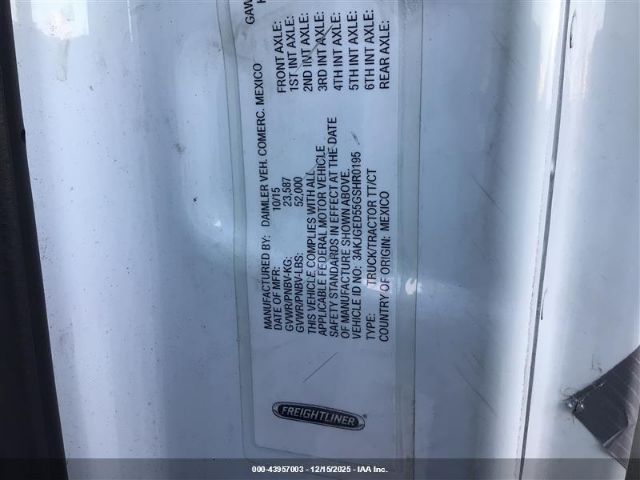 FREIGHTLINER
MANUFACTURED BY: DAIMLER VEH. COMERC. MEXICO
DATE OF MFR: 10/15
GVWR/PNBV-KG: 23,587
GVWR/PNBV-LBS: 52,000
THIS VEHICLE COMPLIES WITH ALL
APPLICABLE FEDERAL MOTOR VEHICLE
SAFETY STANDARDS IN EFFECT AT THE DATE
OF MANUFACTURE SHOWN ABOVE.
VEHICLE ID NO: 3AKJGED55GSHR0195
TYPE: TRUCK/TRACTOR TT/CT
COUNTRY OF ORIGIN: MEXICO
GAW
FRONT AXLE:
1ST INT AXLE:
2ND INT AXLE:
3RD INT AXLE:
4TH INT AXLE:
5TH INT AXLE:
6TH INT AXLE:
REAR AXLE:
000-43957003 - 12/15/2025 - IAA Inc.